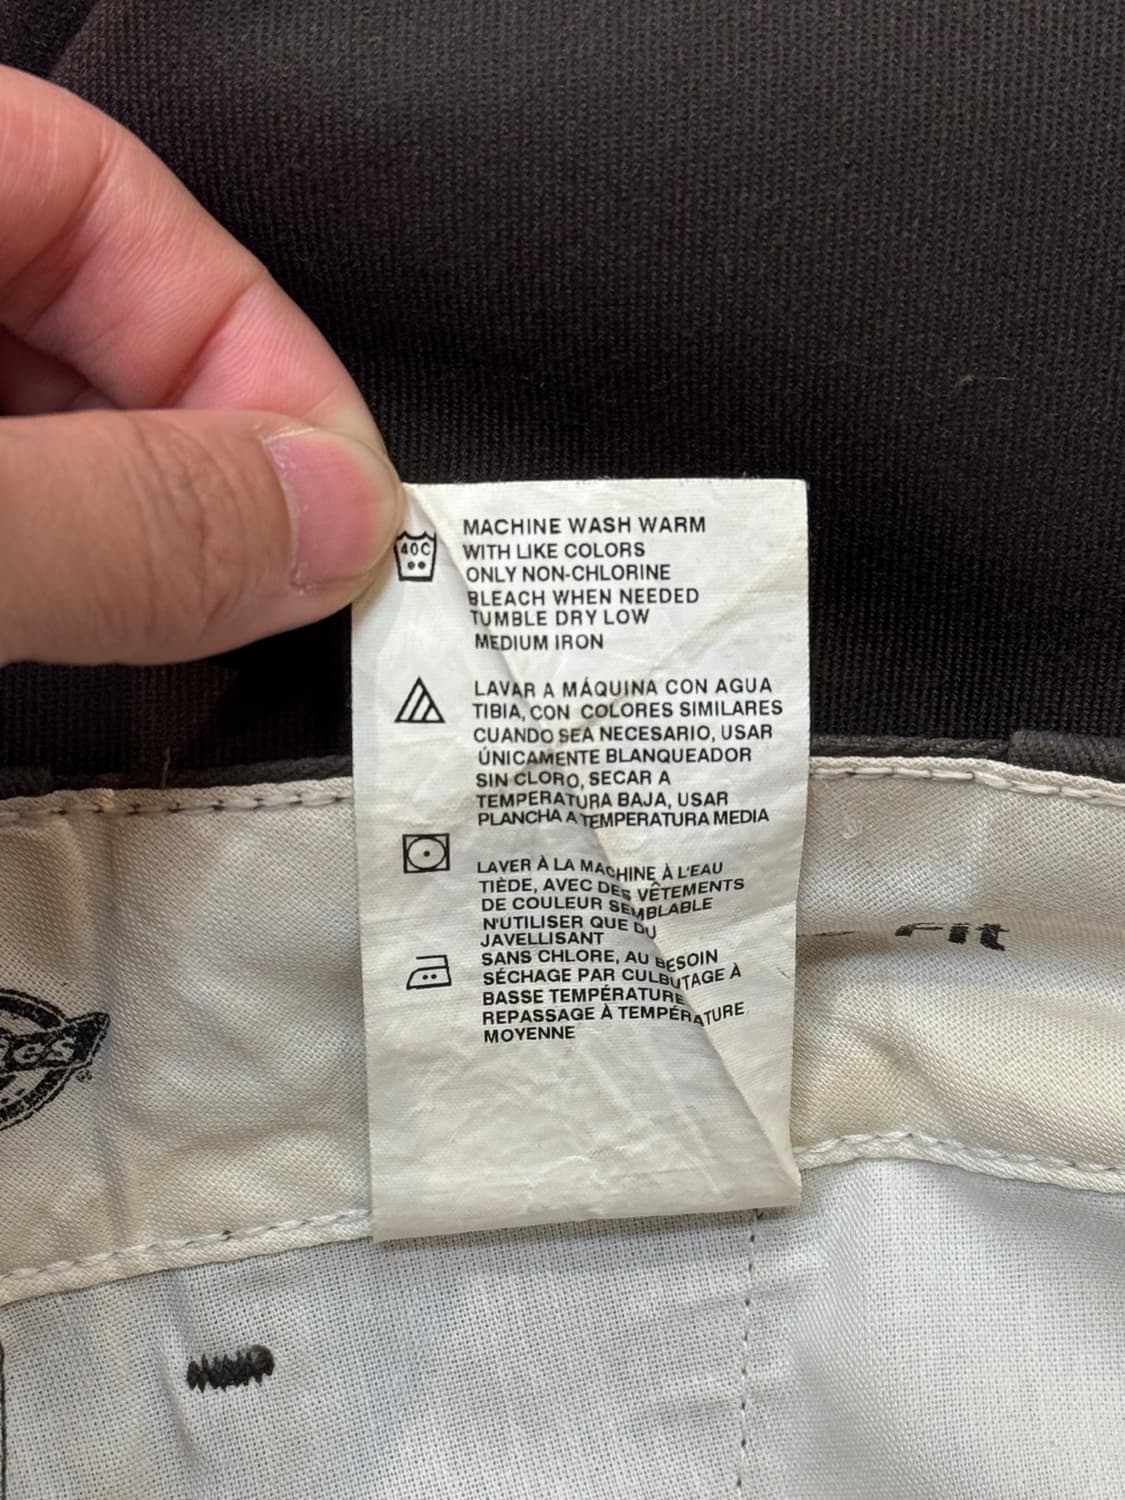 40C
MACHINE WASH WARM
WITH LIKE COLORS
ONLY NON-CHLORINE
BLEACH WHEN NEEDED
TUMBLE DRY LOW
MEDIUM IRON
LAVAR A MÁQUINA CON AGUA
TIBIA, CON COLORES SIMILARES
CUANDO SEA NECESARIO, USAR
ÚNICAMENTE BLANQUEADOR
SIN CLORO, SECAR A
TEMPERATURA BAJA, USAR
PLANCHA A TEMPERATURA MEDIA
LAVER À LA MACHINE À L'EAU
TIÈDE, AVEC DES VÊTEMENTS
DE COULEUR SEMBLABLE
N'UTILISER QUE DU
JAVELLISANT
SANS CHLORE, AU BESOIN
SÉCHAGE PAR CULBUTAGE À
BASSE TEMPÉRATURE
REPASSAGE À TEMPÉRATURE
MOYENNE
Fit